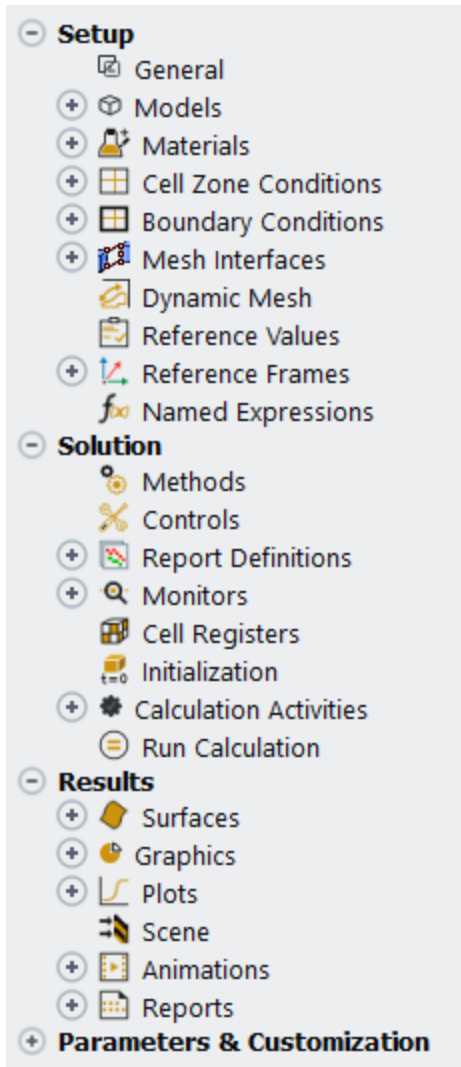 Setup
General
Models
Materials
Cell Zone Conditions
Boundary Conditions
Mesh Interfaces
Dynamic Mesh
Reference Values
Reference Frames
f(x) Named Expressions
Solution
Methods
Controls
Report Definitions
Monitors
Cell Registers
t=0 Initialization
Calculation Activities
Run Calculation
Results
Surfaces
Graphics
Plots
Scene
Animations
Reports
Parameters & Customization